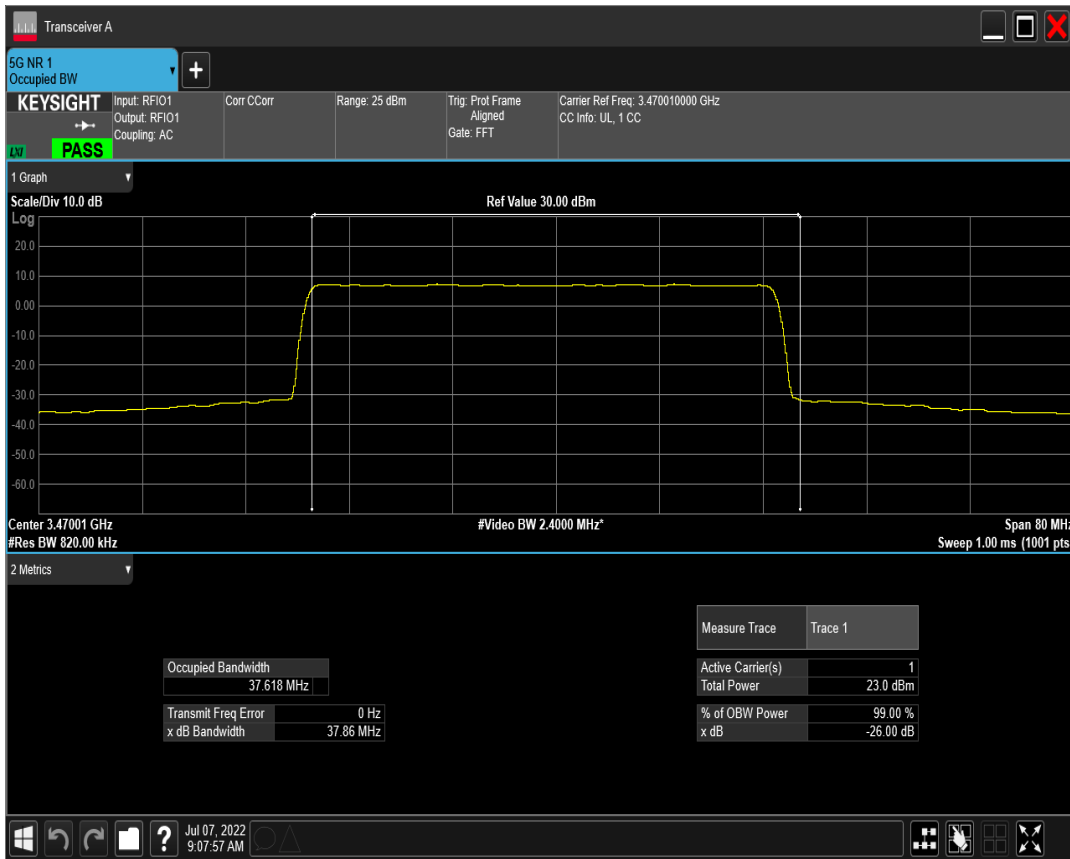 Transceiver A
5G NR 1
Occupied BW
KEYSIGHT
Input: RFIO1
Output: RFIO1
Coupling: AC
Corr CCorr
Range: 25 dBm
Trig: Prot Frame
Aligned
Gate: FFT
Carrier Ref Freq: 3.470010000 GHz
CC Info: UL, 1 CC
LXI
PASS
1 Graph
Scale/Div 10.0 dB
Ref Value 30.00 dBm
Log
20.0
10.0
0.00
-10.0
-20.0
-30.0
-40.0
-50.0
-60.0
Center 3.47001 GHz
#Video BW 2.4000 MHz*
Span 80 MHz
#Res BW 820.00 kHz
Sweep 1.00 ms (1001 pts
2 Metrics
Measure Trace Trace 1
Occupied Bandwidth
37.618 MHz
Active Carrier(s) 1
Total Power 23.0 dBm
Transmit Freq Error 0 Hz
x dB Bandwidth 37.86 MHz
% of OBW Power 99.00 %
x dB -26.00 dB
?
Jul 07, 2022
9:07:57 AM